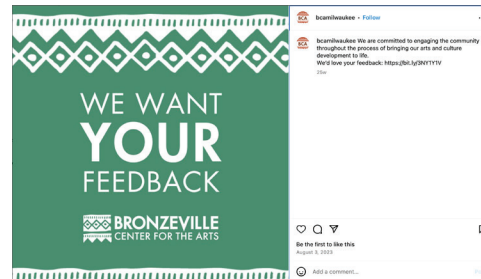 WE WANT
YOUR
FEEDBACK
BRONZEVILLE
CENTER FOR THE ARTS
BCA
bcamilwaukee • Follow
BCA
bcamilwaukee We are committed to engaging the community
throughout the process of bringing our arts and culture
development to life.
We'd love your feedback: https://bit.ly/3NY1Y1V
25w
Be the first to like this
August 3, 2023
Add a comment...